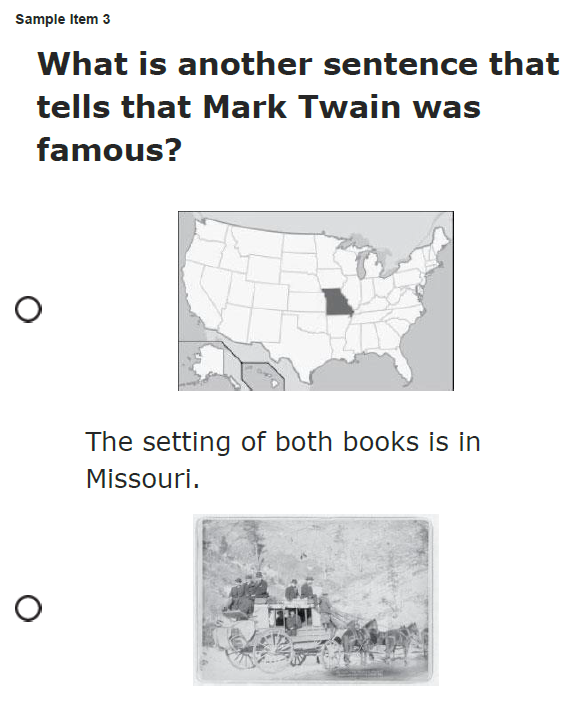 Sample Item 3
What is another sentence that
tells that Mark Twain was
famous?
The setting of both books is in
Missouri.